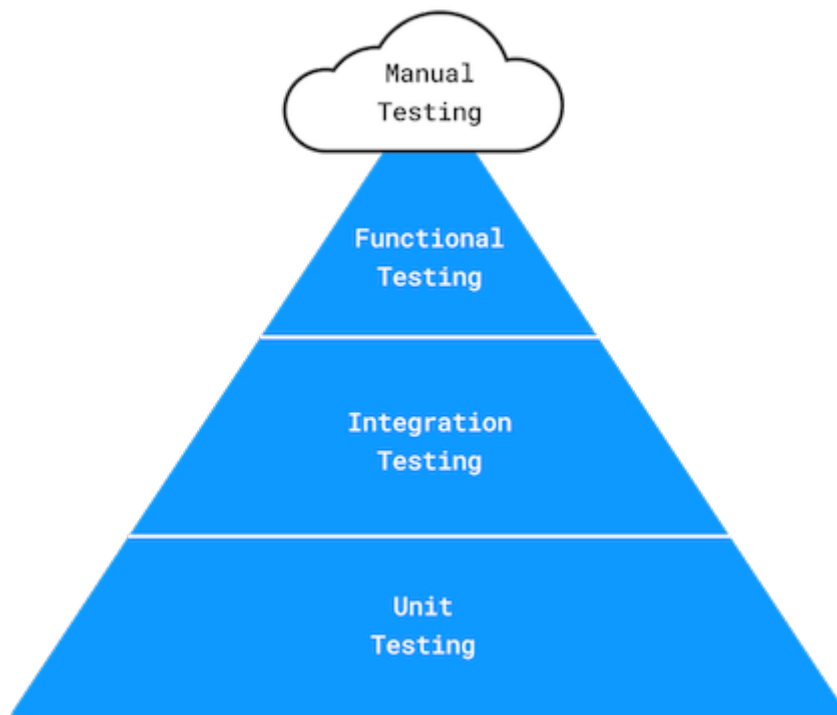 Manual
Testing
Functional
Testing
Integration
Testing
Unit
Testing